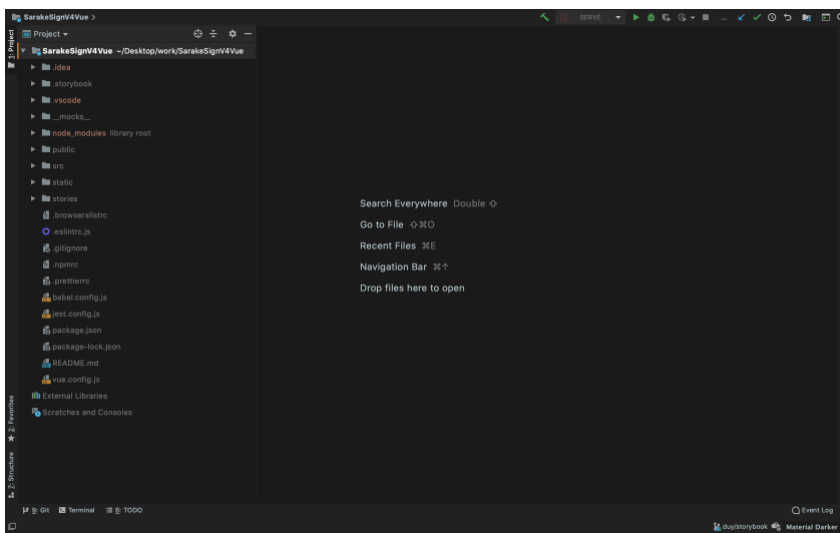 SarakeSignV4Vue
SERVE
1: Project
Project
SarakeSignV4Vue ~/Desktop/work/SarakeSignV4Vue
.idea
.storybook
.vscode
__mocks__
node_modules library root
public
src
static
stories
.browserslistrc
.eslintrc.js
.gitignore
.npmrc
.prettierrc
babel.config.js
jest.config.js
package.json
package-lock.json
README.md
vue.config.js
External Libraries
Scratches and Consoles
Search Everywhere Double ⇧
Go to File ⇧⌘O
Recent Files ⌘E
Navigation Bar ⌘↑
Drop files here to open
2: Favorites
Z: Structure
9: Git Terminal 6: TODO
Event Log
duy/storybook Material Darker